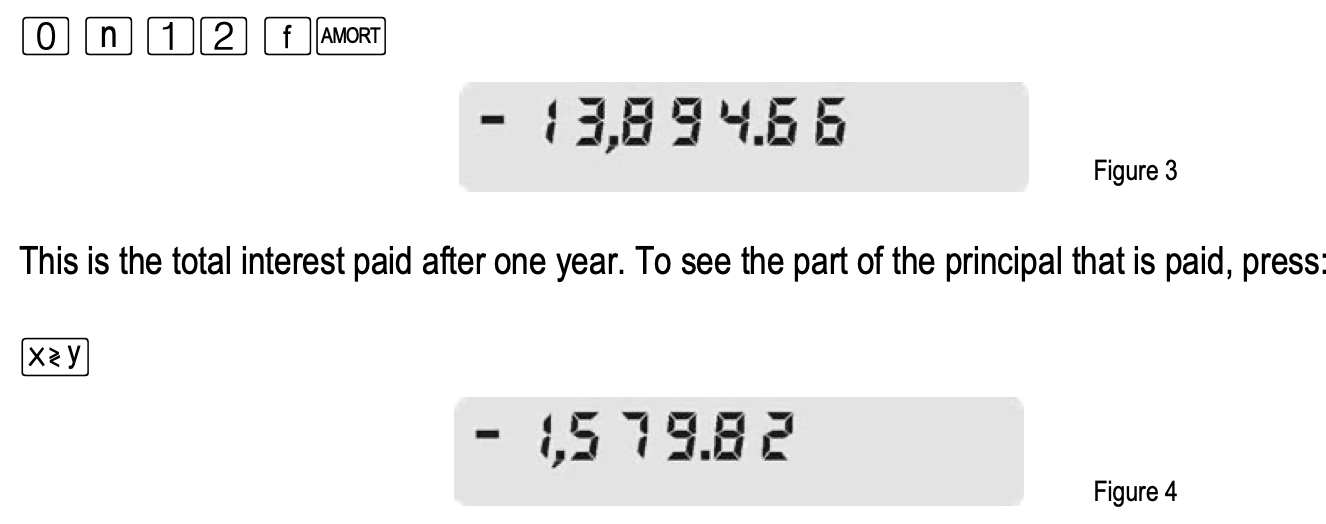 0 n 1 2 f AMORT
- 13,894.66
Figure 3
This is the total interest paid after one year. To see the part of the principal that is paid, press:
x≷y
- 1,579.82
Figure 4